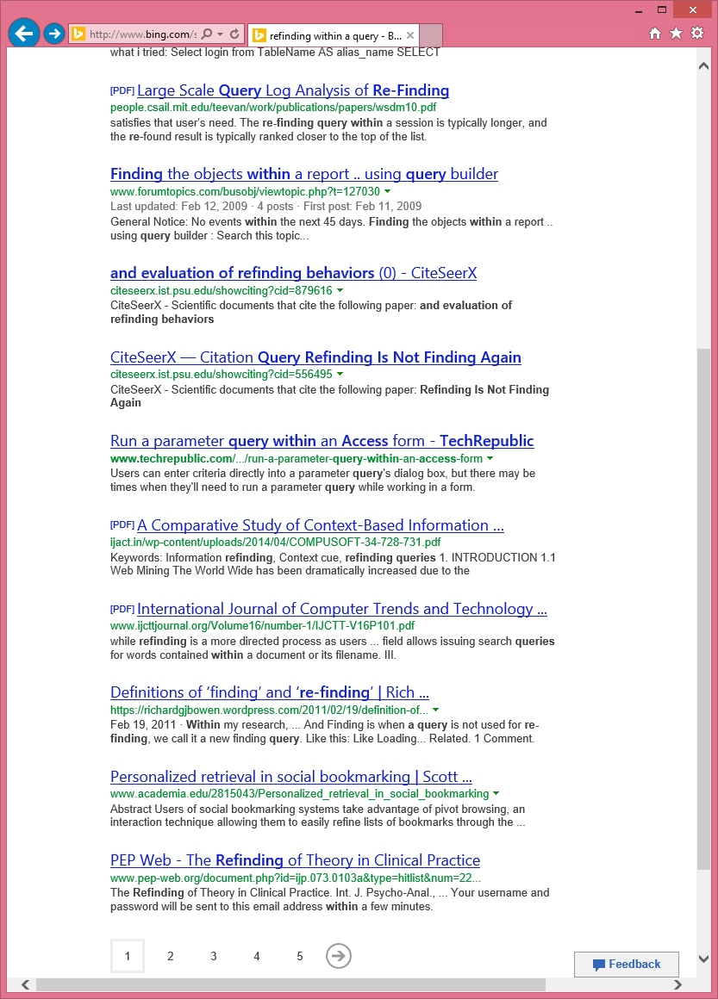 http://www.bing.com/s
refinding within a query - B...
what i tried: Select login from TableName AS alias_name SELECT
[PDF] Large Scale Query Log Analysis of Re-Finding
people.csail.mit.edu/teevan/work/publications/papers/wsdm10.pdf
satisfies that user's need. The re-finding query within a session is typically longer, and
the re-found result is typically ranked closer to the top of the list.
Finding the objects within a report .. using query builder
www.forumtopics.com/busobj/viewtopic.php?t=127030
Last updated: Feb 12, 2009 · 4 posts · First post: Feb 11, 2009
General Notice: No events within the next 45 days. Finding the objects within a report ..
using query builder : Search this topic...
and evaluation of refinding behaviors (0) - CiteSeerX
citeseerx.ist.psu.edu/showciting?cid=879616
CiteSeerX - Scientific documents that cite the following paper: and evaluation of
refinding behaviors
CiteSeerX — Citation Query Refinding Is Not Finding Again
citeseerx.ist.psu.edu/showciting?cid=556495
CiteSeerX - Scientific documents that cite the following paper: Refinding Is Not Finding
Again
Run a parameter query within an Access form - TechRepublic
www.techrepublic.com/.../run-a-parameter-query-within-an-access-form
Users can enter criteria directly into a parameter query's dialog box, but there may be
times when they'll need to run a parameter query while working in a form.
[PDF] A Comparative Study of Context-Based Information ...
ijact.in/wp-content/uploads/2014/04/COMPUSOFT-34-728-731.pdf
Keywords: Information refinding, Context cue, refinding queries 1. INTRODUCTION 1.1
Web Mining The World Wide has been dramatically increased due to the
[PDF] International Journal of Computer Trends and Technology ...
www.ijcttjournal.org/Volume16/number-1/IJCTT-V16P101.pdf
while refinding is a more directed process as users ... field allows issuing search queries
for words contained within a document or its filename. III.
Definitions of 'finding' and 're-finding' | Rich ...
https://richardgjbowen.wordpress.com/2011/02/19/definition-of...
Feb 19, 2011 · Within my research, ... And Finding is when a query is not used for re-
finding, we call it a new finding query. Like this: Like Loading... Related. 1 Comment.
Personalized retrieval in social bookmarking | Scott ...
www.academia.edu/2815043/Personalized_retrieval_in_social_bookmarking
Abstract Users of social bookmarking systems take advantage of pivot browsing, an
interaction technique allowing them to easily refine lists of bookmarks through the ...
PEP Web - The Refinding of Theory in Clinical Practice
www.pep-web.org/document.php?id=ijp.073.0103a&type=hitlist&num=22...
The Refinding of Theory in Clinical Practice. Int. J. Psycho-Anal., ... Your username and
password will be sent to this email address within a few minutes.
1 2 3 4 5
Feedback